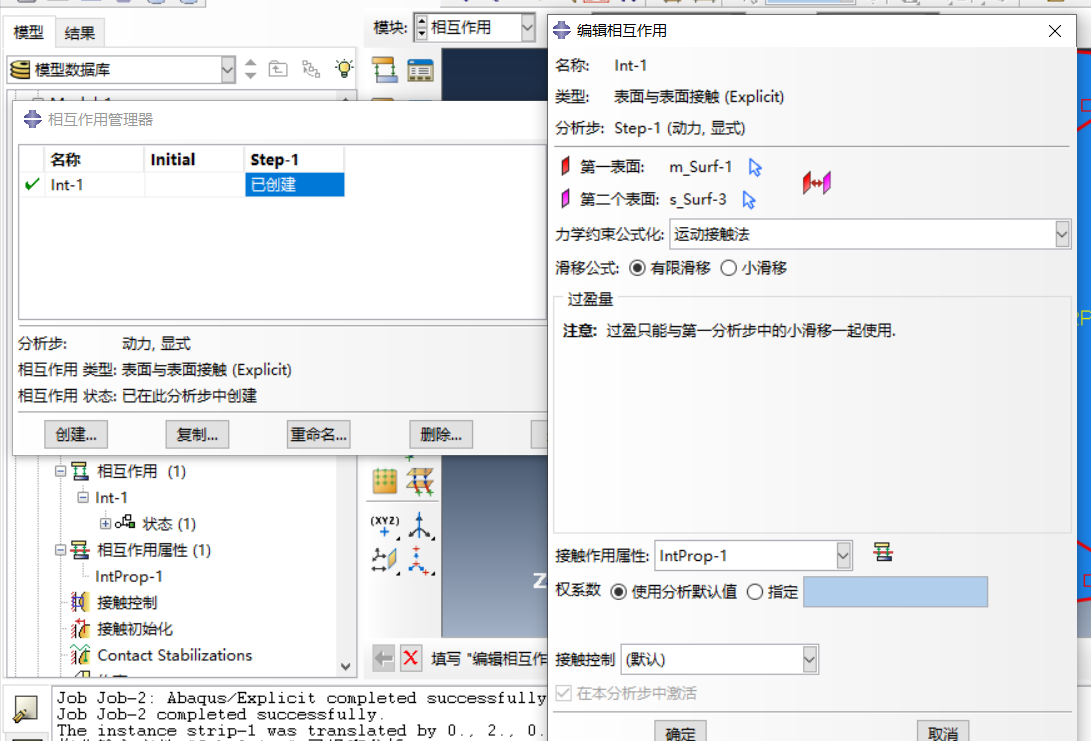 模型
结果
模块:
相互作用
模型数据库
相互作用管理器
名称
Initial
Step-1
Int-1
已创建
分析步:
动力, 显式
相互作用 类型: 表面与表面接触 (Explicit)
相互作用 状态: 已在此分析步中创建
创建...
复制...
重命名...
删除...
相互作用 (1)
Int-1
状态 (1)
相互作用属性 (1)
IntProp-1
接触控制
接触初始化
Contact Stabilizations
(XYZ)
Z
填写 "编辑相互作
Job Job-2: Abaqus/Explicit completed successfully
Job Job-2 completed successfully.
The instance strip-1 was translated by 0., 2., 0.
编辑相互作用
名称: Int-1
类型: 表面与表面接触 (Explicit)
分析步: Step-1 (动力, 显式)
第一表面: m_Surf-1
第二个表面: s_Surf-3
力学约束公式化: 运动接触法
滑移公式: 有限滑移 小滑移
过盈量
注意: 过盈只能与第一分析步中的小滑移一起使用.
接触作用属性: IntProp-1
权系数 使用分析默认值 指定
接触控制 (默认)
在本分析步中激活
确定
取消
RP